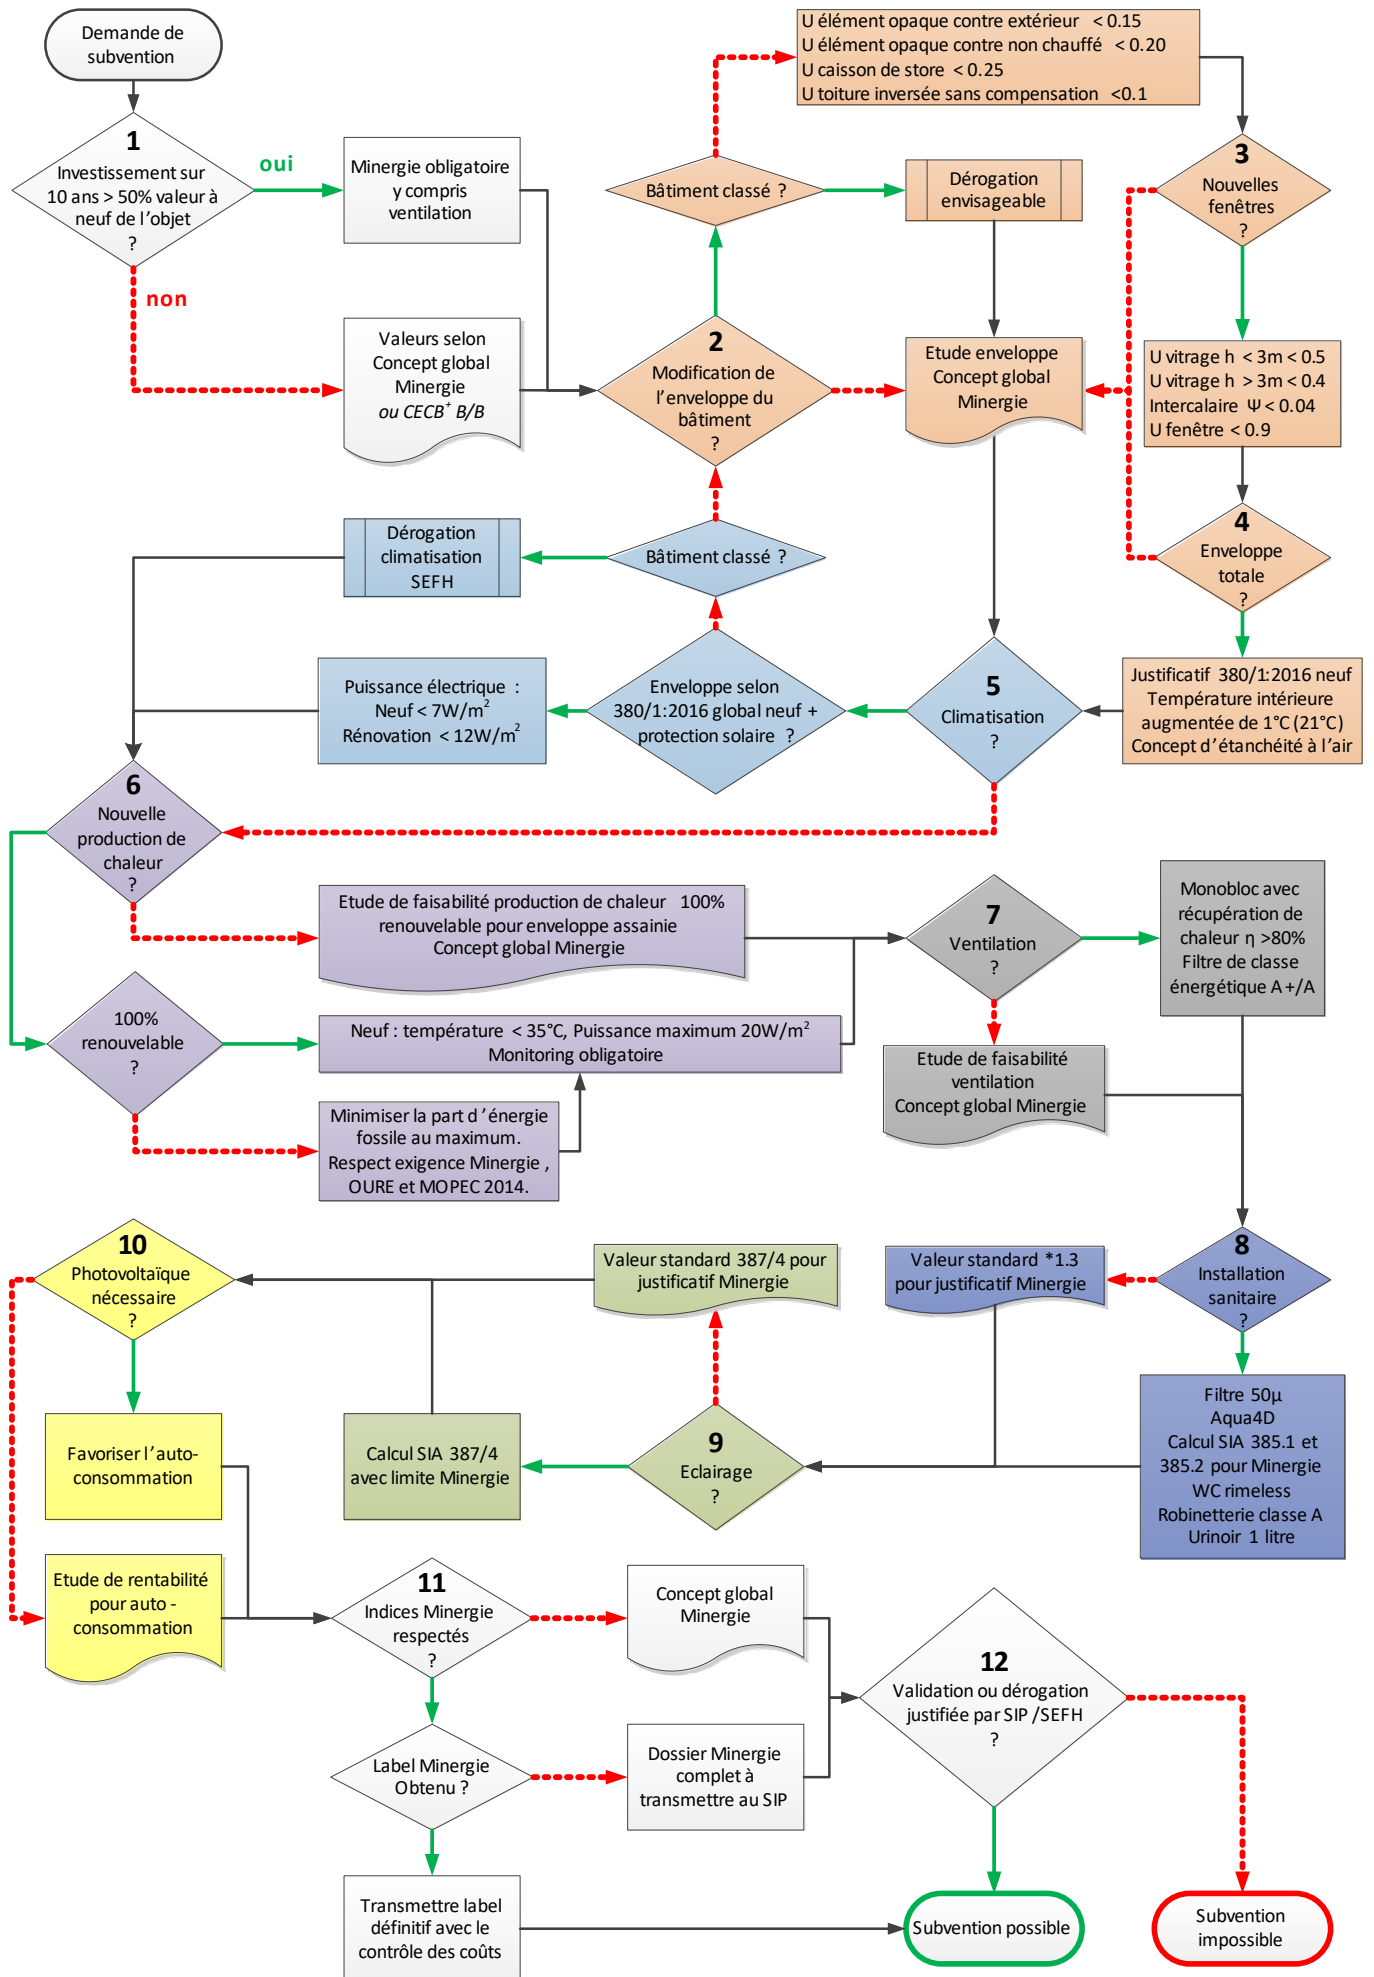 Demande de
subvention
1
Investissement sur
10 ans > 50% valeur à
neuf de l'objet
?
oui
non
Minergie obligatoire
y compris
ventilation
Valeurs selon
Concept global
Minergie
ou CECB+ B/B
2
Modification de
l'enveloppe du
bâtiment
?
Bâtiment classé ?
U élément opaque contre extérieur < 0.15
U élément opaque contre non chauffé < 0.20
U caisson de store < 0.25
U toiture inversée sans compensation <0.1
Dérogation
envisageable
Etude enveloppe
Concept global
Minergie
3
Nouvelles
fenêtres
?
U vitrage h < 3m < 0.5
U vitrage h > 3m < 0.4
Intercalaire Ψ < 0.04
U fenêtre < 0.9
4
Enveloppe
totale
?
Justificatif 380/1:2016 neuf
Température intérieure
augmentée de 1°C (21°C)
Concept d'étanchéité à l'air
5
Climatisation
?
Enveloppe selon
380/1:2016 global neuf +
protection solaire ?
Bâtiment classé ?
Dérogation
climatisation
SEFH
Puissance électrique :
Neuf < 7W/m²
Rénovation < 12W/m²
6
Nouvelle
production de
chaleur
?
Etude de faisabilité production de chaleur 100%
renouvelable pour enveloppe assainie
Concept global Minergie
100%
renouvelable
?
Neuf : température < 35°C, Puissance maximum 20W/m²
Monitoring obligatoire
Minimiser la part d'énergie
fossile au maximum.
Respect exigence Minergie ,
OURE et MOPEC 2014.
7
Ventilation
?
Monobloc avec
récupération de
chaleur η >80%
Filtre de classe
énergétique A+/A
Etude de faisabilité
ventilation
Concept global Minergie
8
Installation
sanitaire
?
Valeur standard *1.3
pour justificatif Minergie
Filtre 50µ
Aqua4D
Calcul SIA 385.1 et
385.2 pour Minergie
WC rimeless
Robinetterie classe A
Urinoir 1 litre
9
Eclairage
?
Valeur standard 387/4 pour
justificatif Minergie
Calcul SIA 387/4
avec limite Minergie
10
Photovoltaïque
nécessaire
?
Favoriser l'auto-
consommation
Etude de rentabilité
pour auto -
consommation
11
Indices Minergie
respectés
?
Concept global
Minergie
Label Minergie
Obtenu ?
Dossier Minergie
complet à
transmettre au SIP
Transmettre label
définitif avec le
contrôle des coûts
12
Validation ou dérogation
justifiée par SIP /SEFH
?
Subvention possible
Subvention
impossible